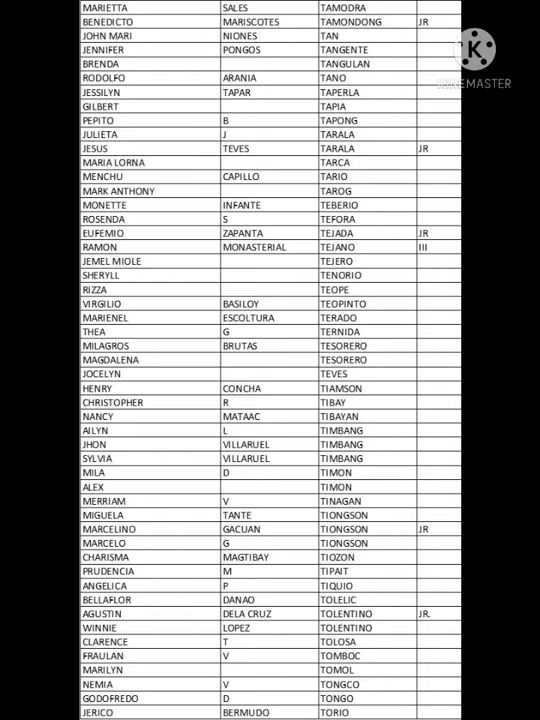 MARIETTA SALES TAMODRA
BENEDICTO MARISCOTES TAMONDONG JR
JOHN MARI NIONES TAN
JENNIFER PONGOS TANGENTE
BRENDA TANGULAN
RODOLFO ARANIA TANO
JESSILYN TAPAR TAPERLA
GILBERT TAPIA
PEPITO B TAPONG
JULIETA J TARALA
JESUS TEVES TARALA JR
MARIA LORNA TARCA
MENCHU CAPILLO TARIO
MARK ANTHONY TAROG
MONETTE INFANTE TEBERIO
ROSENDA S TEFORA
EUFEMIO ZAPANTA TEJADA JR
RAMON MONASTERIAL TEJANO III
JEMEL MIOLE TEJERO
SHERYLL TENORIO
RIZZA TEOPE
VIRGILIO BASILOY TEOPINTO
MARIENEL ESCOLTURA TERADO
THEA G TERNIDA
MILAGROS BRUTAS TESORERO
MAGDALENA TESORERO
JOCELYN TEVES
HENRY CONCHA TIAMSON
CHRISTOPHER R TIBAY
NANCY MATAAC TIBAYAN
AILYN L TIMBANG
JHON VILLARUEL TIMBANG
SYLVIA VILLARUEL TIMBANG
MILA D TIMON
ALEX TIMON
MERRIAM V TINAGAN
MIGUELA TANTE TIONGSON
MARCELINO GACUAN TIONGSON JR
MARCELO G TIONGSON
CHARISMA MAGTIBAY TIOZON
PRUDENCIA M TIPAIT
ANGELICA P TIQUIO
BELLAFLOR DANAO TOLELIC
AGUSTIN DELA CRUZ TOLENTINO JR.
WINNIE LOPEZ TOLENTINO
CLARENCE T TOLOSA
FRAULAN V TOMBOC
MARILYN TOMOL
NEMIA V TONGCO
GODOFREDO D TONGO
JERICO BERMUDO TORIO
KINEMASTER